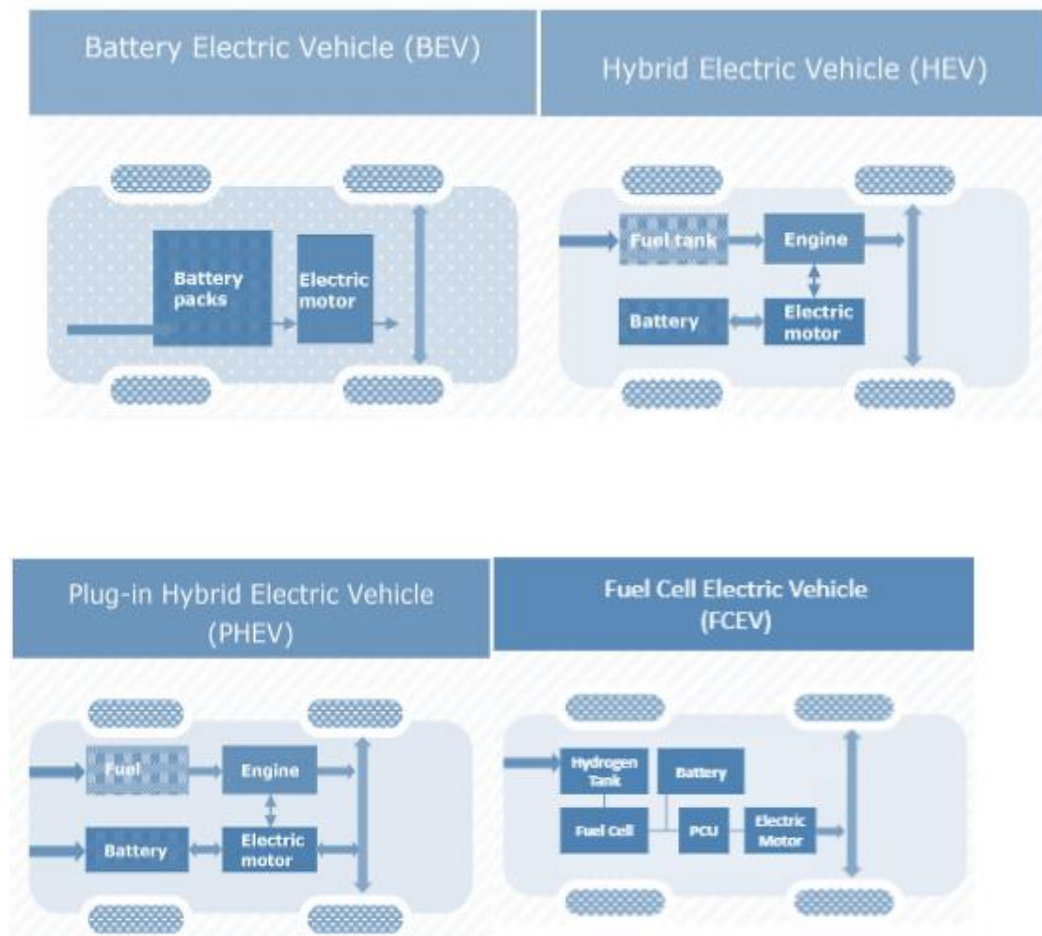 Battery Electric Vehicle (BEV)
Hybrid Electric Vehicle (HEV)
Battery
packs
Electric
motor
Fuel tank
Engine
Battery
Electric
motor
Plug-in Hybrid Electric Vehicle
(PHEV)
Fuel Cell Electric Vehicle
(FCEV)
Fuel
Engine
Battery
Electric
motor
Hydrogen
Tank
Battery
Fuel Cell
PCU
Electric
Motor